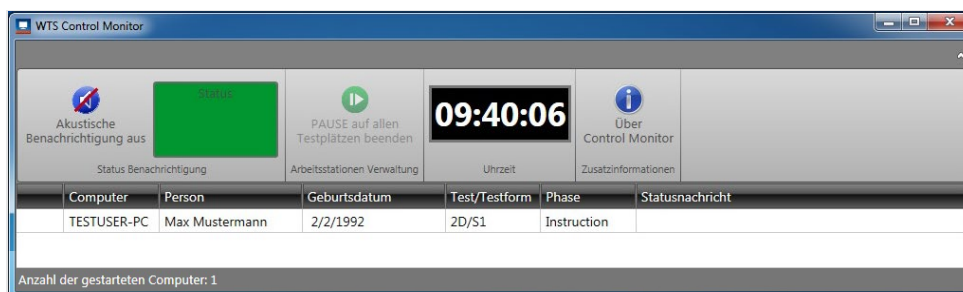 WTS Control Monitor
Akustische
Benachrichtigung aus
Status
PAUSE auf allen
Testplätzen beenden
09:40:06
Über
Control Monitor
Status Benachrichtigung
Arbeitsstationen Verwaltung
Uhrzeit
Zusatzinformationen
Computer Person Geburtsdatum Test/Testform Phase Statusnachricht
TESTUSER-PC Max Mustermann 2/2/1992 2D/S1 Instruction
Anzahl der gestarteten Computer: 1